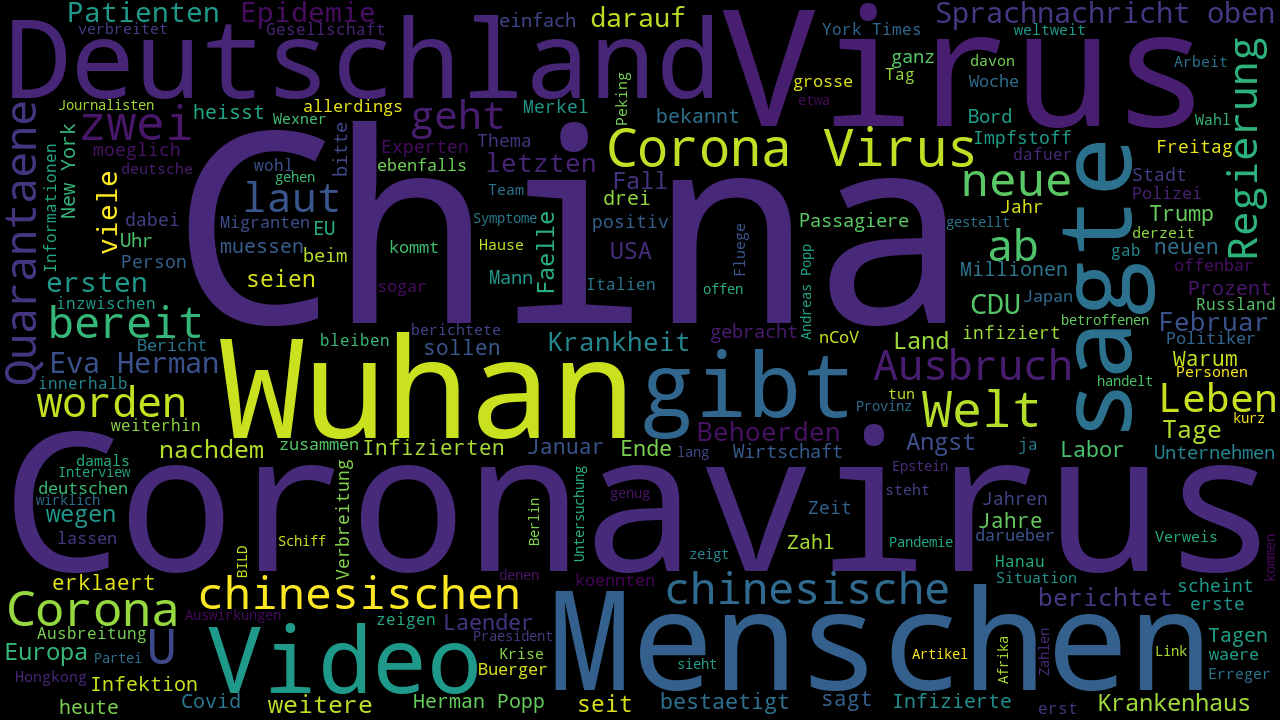 Patienten
Epidemie
einfach
darauf
York Times
Sprachnachricht oben
verbreitet
Gesellschaft
weltweit
Deutschland
Virus
ganz
davon
Arbeit
Tag
grosse
Woche
etwa
Regierung
Journalisten
zwei
heisst
allerdings
Wexner
geht
Merkel
Peking
bekannt
Bord
Wahl
Quarantaene
Informationen
New York
moeglich
deutsche
viele
wohl
gehen
bitte
Experten
Thema
ebenfalls
letzten
Corona Virus
Impfstoff
dafuer
Freitag
laut
Team
Fall
drei
neue
Stadt
Polizei
China
sagte
dabei
Migranten
EU
Symptome
positiv
Passagiere
Jahr
gestellt
Trump
derzeit
Uhr
Person
muessen
beim
kommt
Hause
Faelle
USA
Fluege
Andreas Popp
ab
gab
neuen
ersten
seien
sogar
Mann
Italien
offen
Millionen
offenbar
inzwischen
CDU
Japan
Prozent
Russland
bereit
Bericht
bleiben
berichtete
sollen
Krankheit
gebracht
nCoV
Land
infiziert
betroffenen
Februar
Politiker
Eva Herman
innerhalb
Wuhan
gibt
Ausbruch
Warum
Personen
handelt
worden
weiterhin
tun
Provinz
Welt
Leben
kurz
Tage
nachdem
zusammen
Infizierten
Januar
Ende
Behoerden
lang
Wirtschaft
Angst
ja
Labor
Unternehmen
damals
Interview
deutschen
wirklich
Coronavirus
Epstein
steht
genug
Jahren
wegen
Verbreitung
Berlin
Untersuchung
Zeit
Jahre
darueber
lassen
BILD
Schiff
Zahl
Pandemie
Verweis
kommen
zeigt
Hanau
Situation
erklaert
chinesischen
denen
koennten
chinesische
Menschen
berichtet
scheint
erste
Corona
Auswirkungen
zeigen
Laender
Ausbreitung
U
Video
Praesident
Tagen
Europa
Partei
Krise
sieht
Artikel
Afrika
Zahlen
Link
waere
Hongkong
Infektion
Buerger
Erreger
heute
Covid
weitere
Herman Popp
seit
bestaetigt
sagt
Infizierte
erst
Krankenhaus